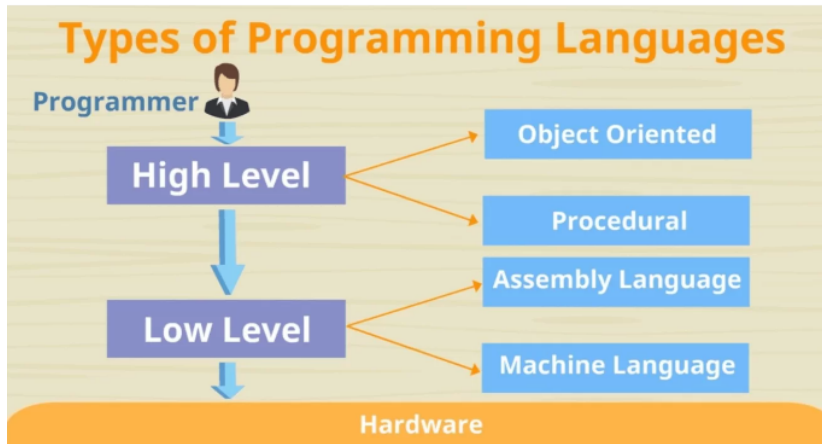 Types of Programming Languages
Programmer
High Level
Object Oriented
Procedural
Low Level
Assembly Language
Machine Language
Hardware